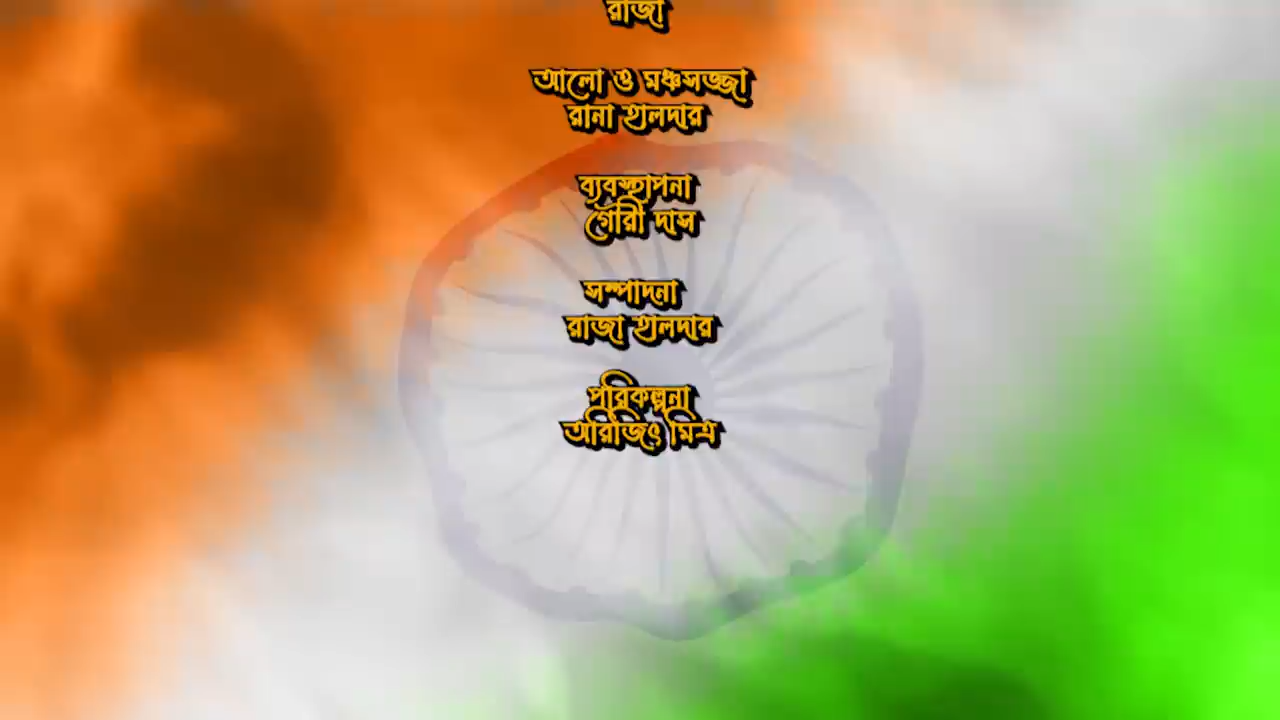 রাজা
আলো ও মঞ্চসজ্জা
রানা হালদার
ব্যবস্থাপনা
গৌরী দাস
সম্পাদনা
রাজা হালদার
পরিকল্পনা
অরিজিৎ মিত্র